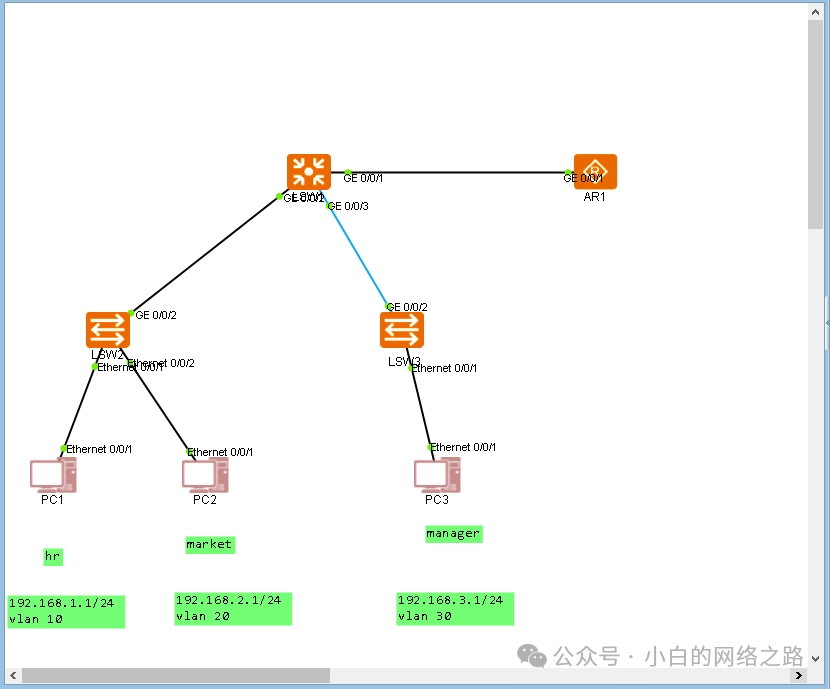 GE 0/0/1
GE 0/0/1
LSW1
AR1
GE 0/0/2
GE 0/0/3
GE 0/0/2
GE 0/0/2
LSW2
LSW3
Ethernet 0/0/1
Ethernet 0/0/2
Ethernet 0/0/1
Ethernet 0/0/1
Ethernet 0/0/1
Ethernet 0/0/1
PC1
PC2
PC3
hr
market
manager
192.168.1.1/24
vlan 10
192.168.2.1/24
vlan 20
192.168.3.1/24
vlan 30
公众号 · 小白的网络之路